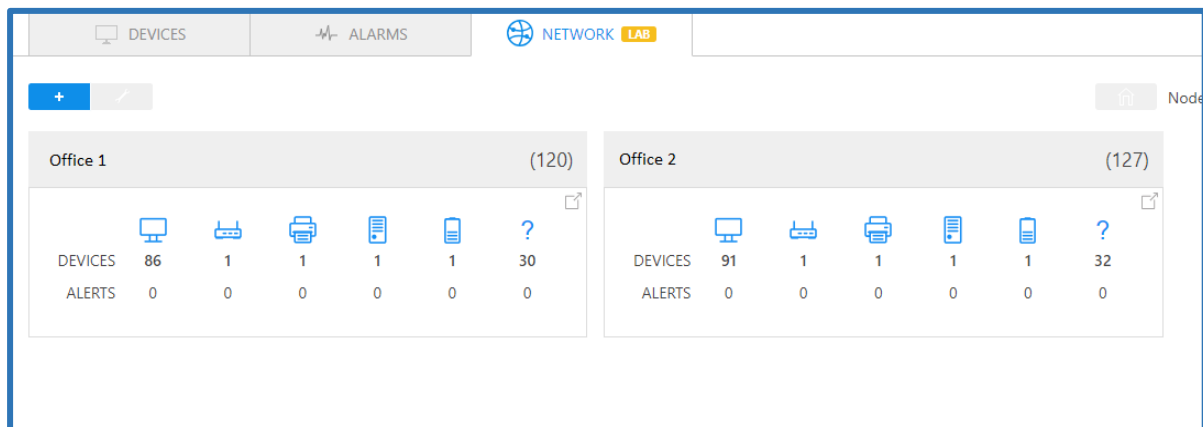 DEVICES ALARMS NETWORK LAB
+ Node
Office 1 (120) Office 2 (127)
? ?
DEVICES 86 1 1 1 1 30 DEVICES 91 1 1 1 1 32
ALERTS 0 0 0 0 0 0 ALERTS 0 0 0 0 0 0